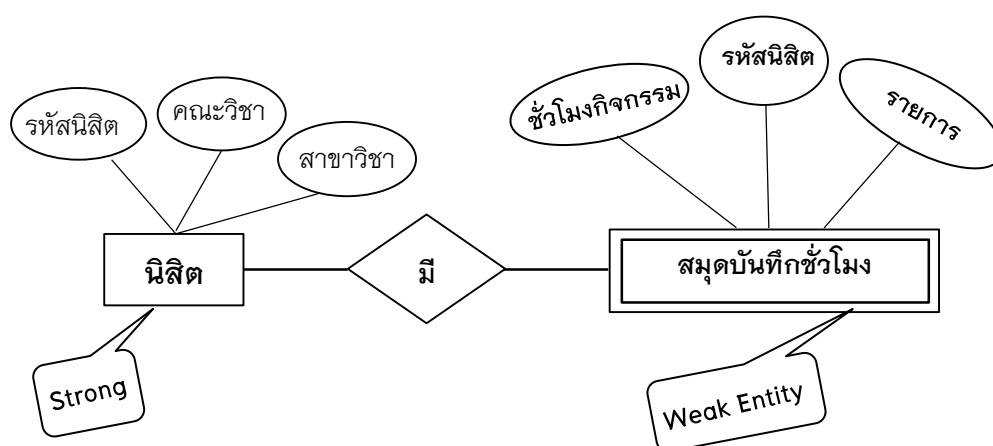 รหัสนิสิต
คณะวิชา
สาขาวิชา
ชั่วโมงกิจกรรม
รหัสนิสิต
รายการ
นิสิต
มี
สมุดบันทึกชั่วโมง
Strong
Weak Entity